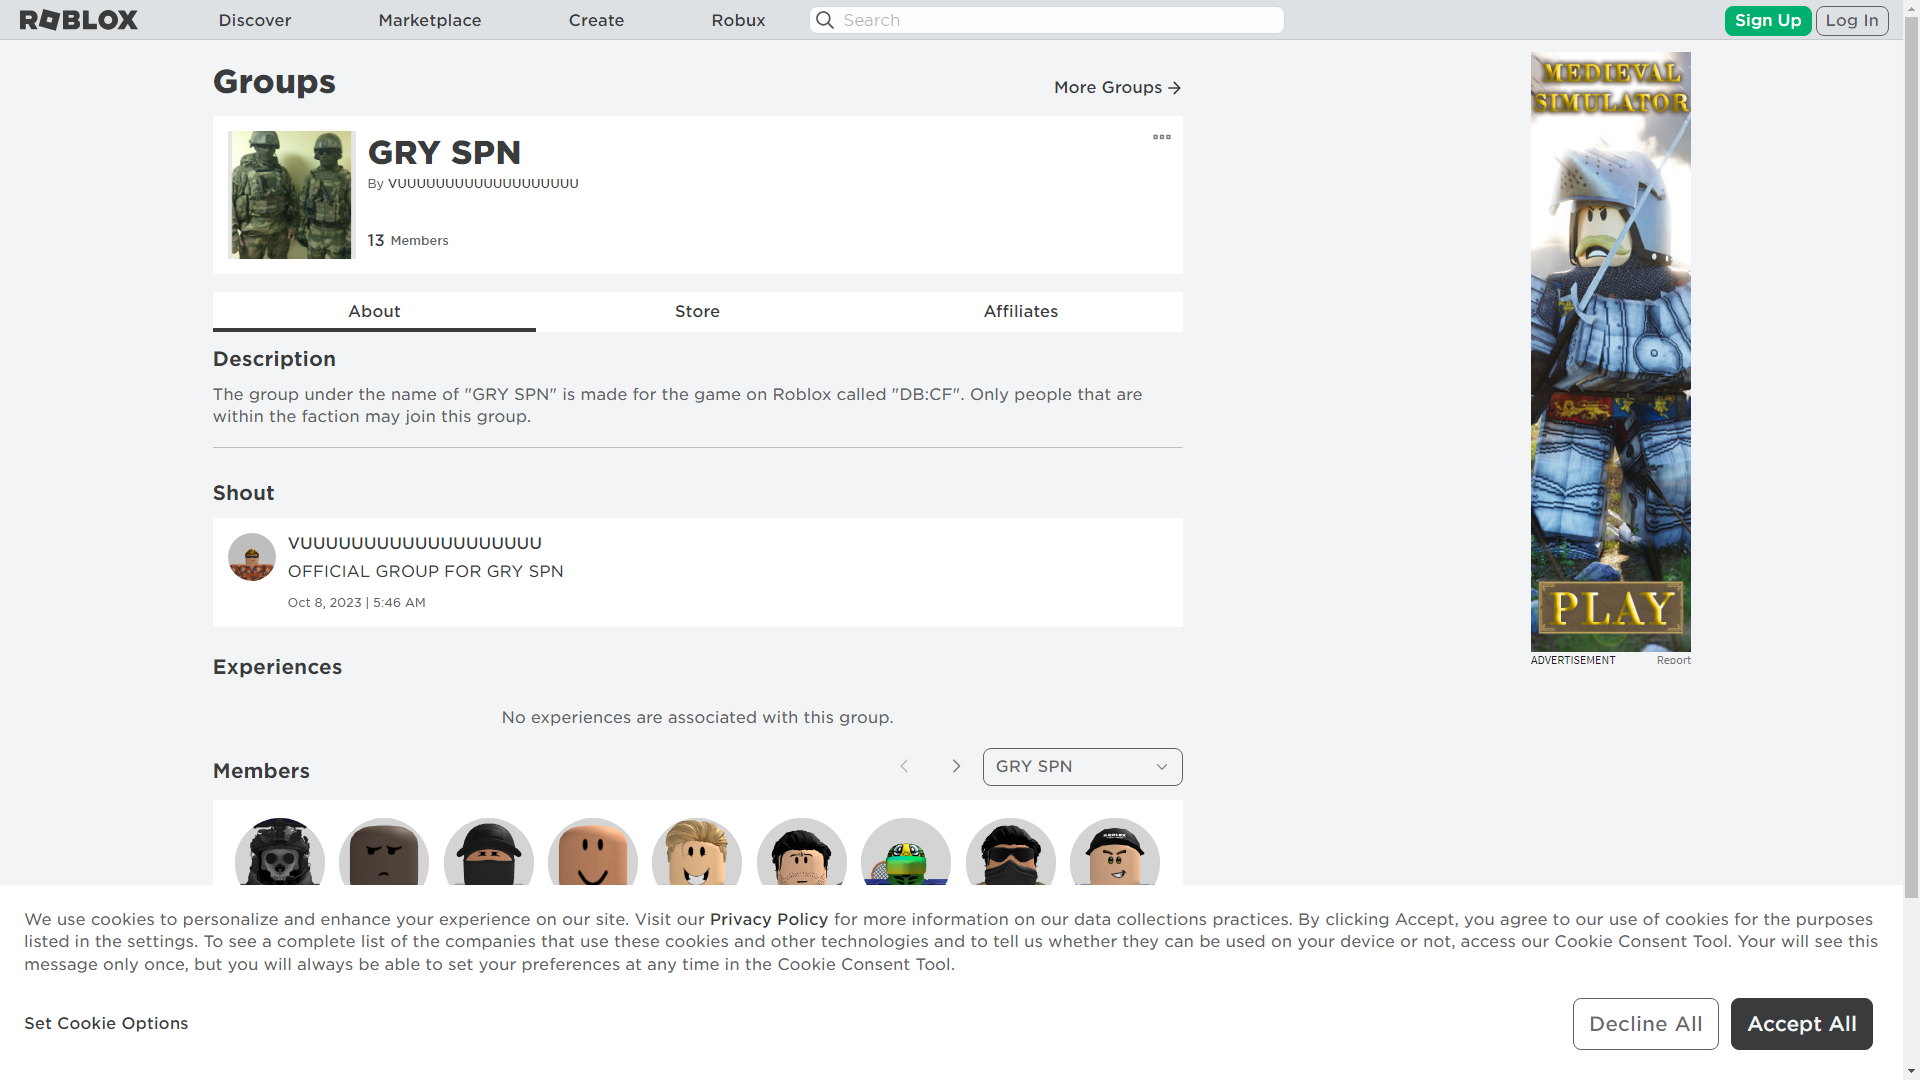 ROBLOX Discover Marketplace Create Robux Search Sign Up Log In
Groups
More Groups
GRY SPN
By VUUUUUUUUUUUUUUUUUUU
13 Members
About Store Affiliates
Description
The group under the name of "GRY SPN" is made for the game on Roblox called "DB:CF". Only people that are
within the faction may join this group.
Shout
VUUUUUUUUUUUUUUUUUUU
OFFICIAL GROUP FOR GRY SPN
Oct 8, 2023 | 5:46 AM
Experiences
No experiences are associated with this group.
Members
GRY SPN
MEDIEVAL
SIMULATOR
PLAY
ADVERTISEMENT Report
ROBLOX
We use cookies to personalize and enhance your experience on our site. Visit our Privacy Policy for more information on our data collections practices. By clicking Accept, you agree to our use of cookies for the purposes
listed in the settings. To see a complete list of the companies that use these cookies and other technologies and to tell us whether they can be used on your device or not, access our Cookie Consent Tool. Your will see this
message only once, but you will always be able to set your preferences at any time in the Cookie Consent Tool.
Set Cookie Options
Decline All
Accept All